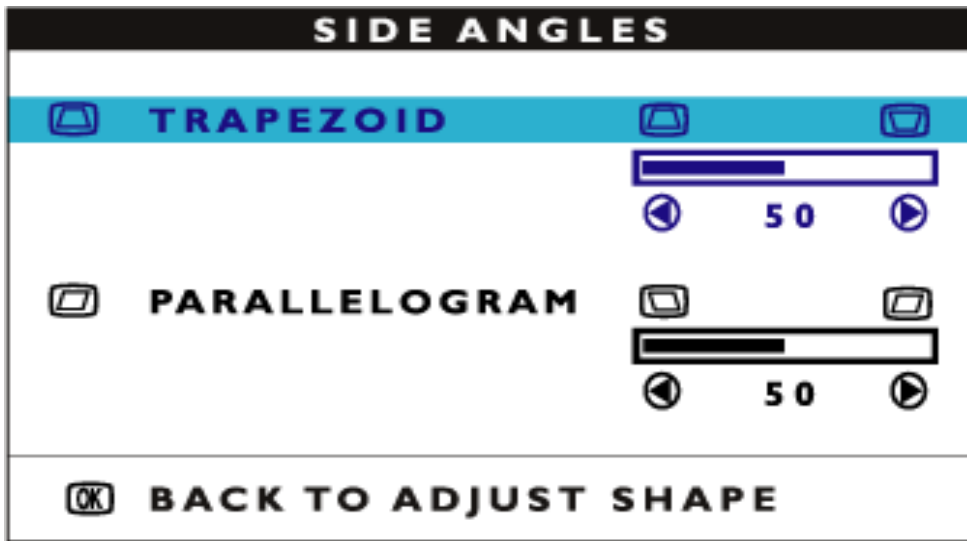 SIDE ANGLES
TRAPEZOID
50
PARALLELOGRAM
50
OK BACK TO ADJUST SHAPE